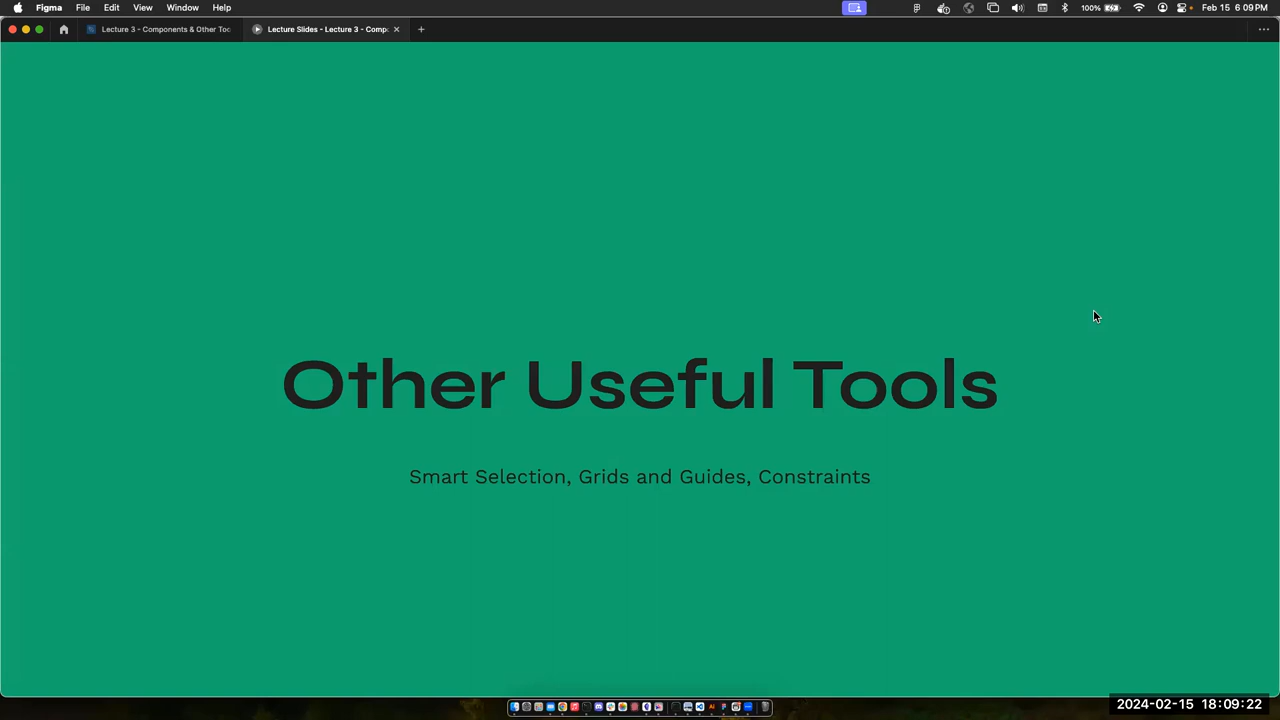 Figma File Edit View Window Help 100% Feb 15 6:09 PM
Lecture 3 - Components & Other Too Lecture Slides - Lecture 3 - Comp
Other Useful Tools
Smart Selection, Grids and Guides, Constraints
2024-02-15 18:09:22